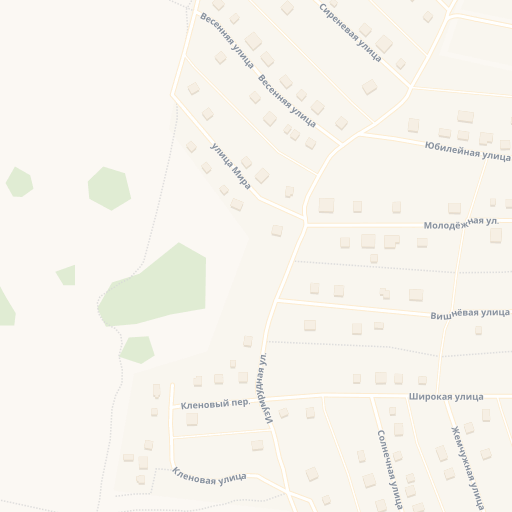 Сиреневая улица
Весенняя улица
Весенняя улица
Юбилейная улица
улица Мира
Молодёжная ул.
Вишнёвая улица
Изумрудная ул.
Кленовый пер.
Широкая улица
Солнечная улица
Жемчужная улица
Кленовая улица